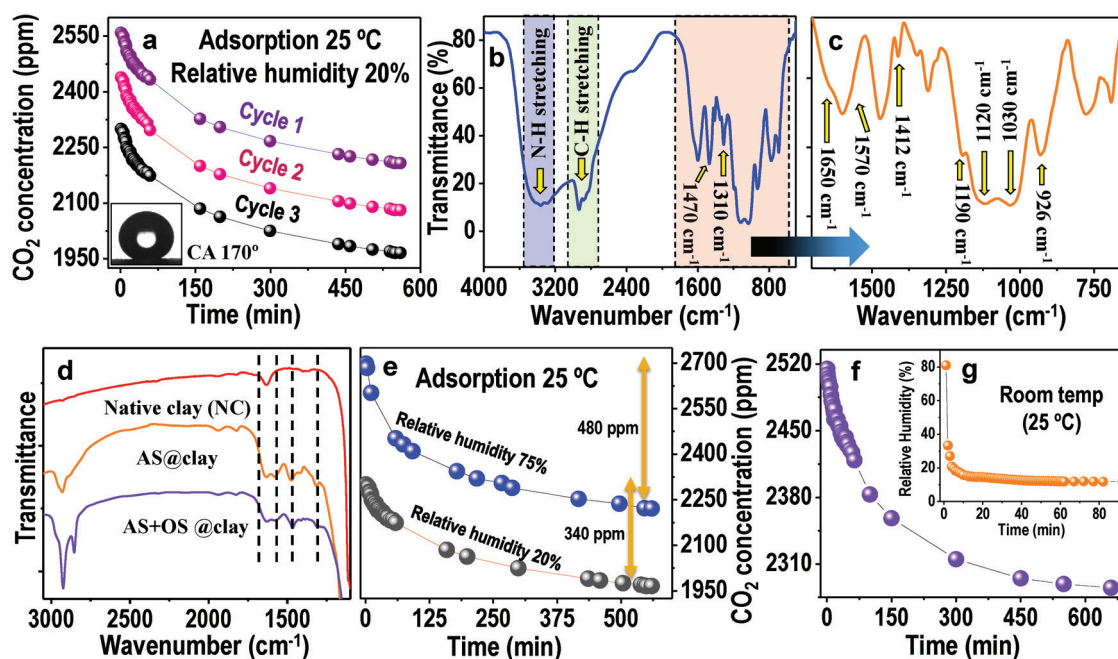 a
Adsorption 25 ºC
Relative humidity 20%
Cycle 1
Cycle 2
Cycle 3
CA 170º
CO2 concentration (ppm)
2550
2400
2250
2100
1950
0
150
300
450
600
Time (min)
b
N-H stretching
C-H stretching
1470 cm-1
1310 cm-1
Transmittance (%)
80
60
40
20
0
4000
3200
2400
1600
800
Wavenumber (cm-1)
c
1650 cm-1
1570 cm-1
1412 cm-1
1190 cm-1
1120 cm-1
1030 cm-1
926 cm-1
1200
900
Wavenumber (cm-1)
d
Native clay (NC)
AS@clay
AS+OS @clay
Transmittance
3000
2500
2000
1500
Wavenumber (cm-1)
e
Adsorption 25 ºC
Relative humidity 75%
Relative humidity 20%
480 ppm
340 ppm
0
125
250
375
500
Time (min)
2700
2550
2400
2250
2100
1950
CO2 concentration (ppm)
f
2520
2450
2380
2310
0
150
300
450
600
Time (min)
g
Room temp
(25 ºC)
Relative Humidity (%)
80
60
40
20
0
0
20
40
60
80
Time (min)